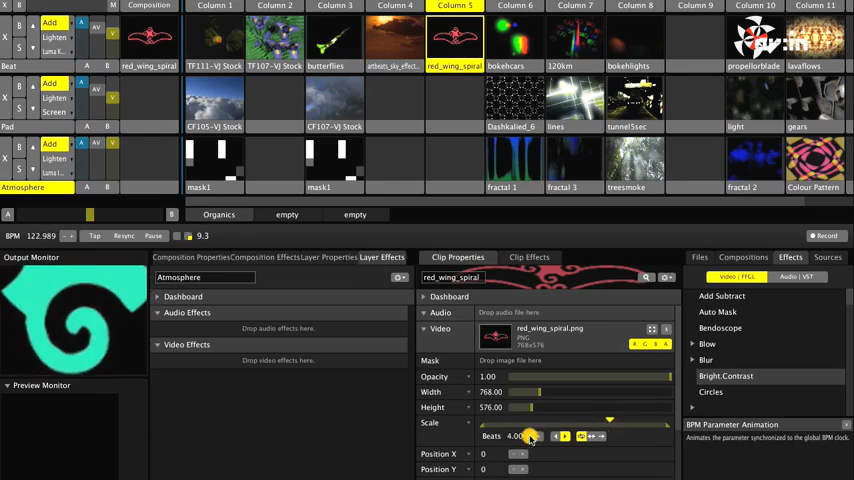 X B M Composition Column 1 Column 2 Column 3 Column 4 Column 5 Column 6 Column 7 Column 8 Column 9 Column 10 Column 11
X B S Add Lighten Luma K... A AV V
Beat A B red_wing_spiral TF111-VJ Stock TF107-VJ Stock butterflies artbeats_sky_effect... red_wing_spiral bokehcars 120km bokehlights propellorblade lavaflows
X B S Add Lighten Screen A AV V
Pad A B CF105-VJ Stock CF107-VJ Stock Dashkalied_6 lines tunnel5sec light gears
X B S Add Lighten Luma I... A AV V
Atmosphere A B mask1 mask1 fractal 1 fractal 3 treesmoke fractal 2 Colour Pattern
A B Organics empty empty
BPM 122.989 - + Tap Resync Pause 9.3 Record
Output Monitor Composition Properties Composition Effects Layer Properties Layer Effects Clip Properties Clip Effects Files Compositions Effects Sources
Atmosphere red_wing_spiral Video | FFGL Audio | VST
Dashboard Dashboard Add Subtract
Audio Effects Audio Drop audio file here Auto Mask
Drop audio effects here. Video red_wing_spiral.png Bendoscope
PNG
768x576 R G B A
Video Effects Blow
Drop video effects here. Mask Drop image file here Blur
Opacity 1.00 Bright.Contrast
Preview Monitor Width 768.00 Circles
Height 576.00
Scale BPM Parameter Animation
Beats 4.00 Animates the parameter synchronized to the global BPM clock.
Position X 0 - +
Position Y 0 - +